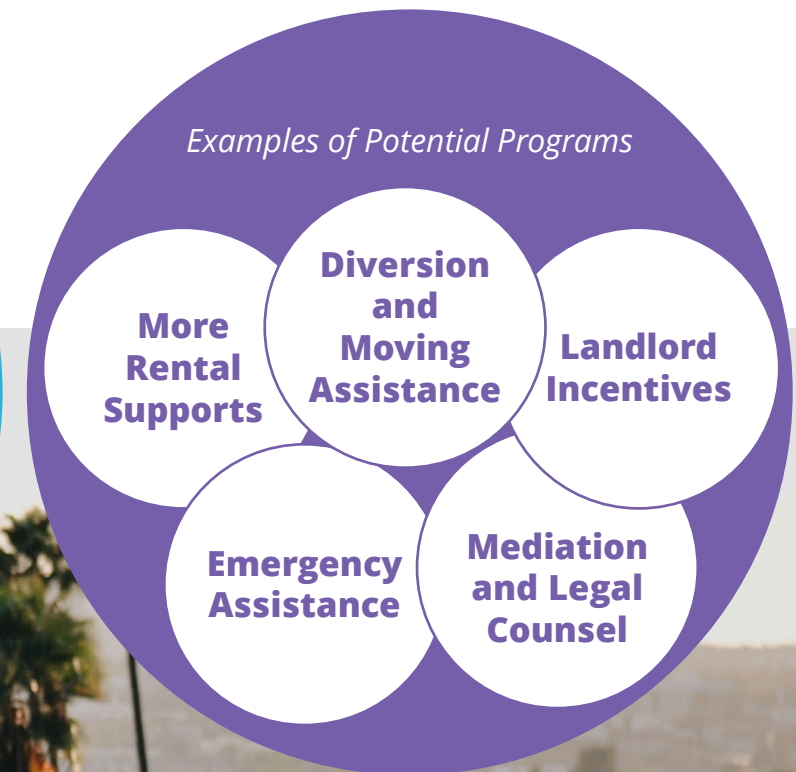 Examples of Potential Programs
More
Rental
Supports
Diversion
and
Moving
Assistance
Landlord
Incentives
Emergency
Assistance
Mediation
and Legal
Counsel